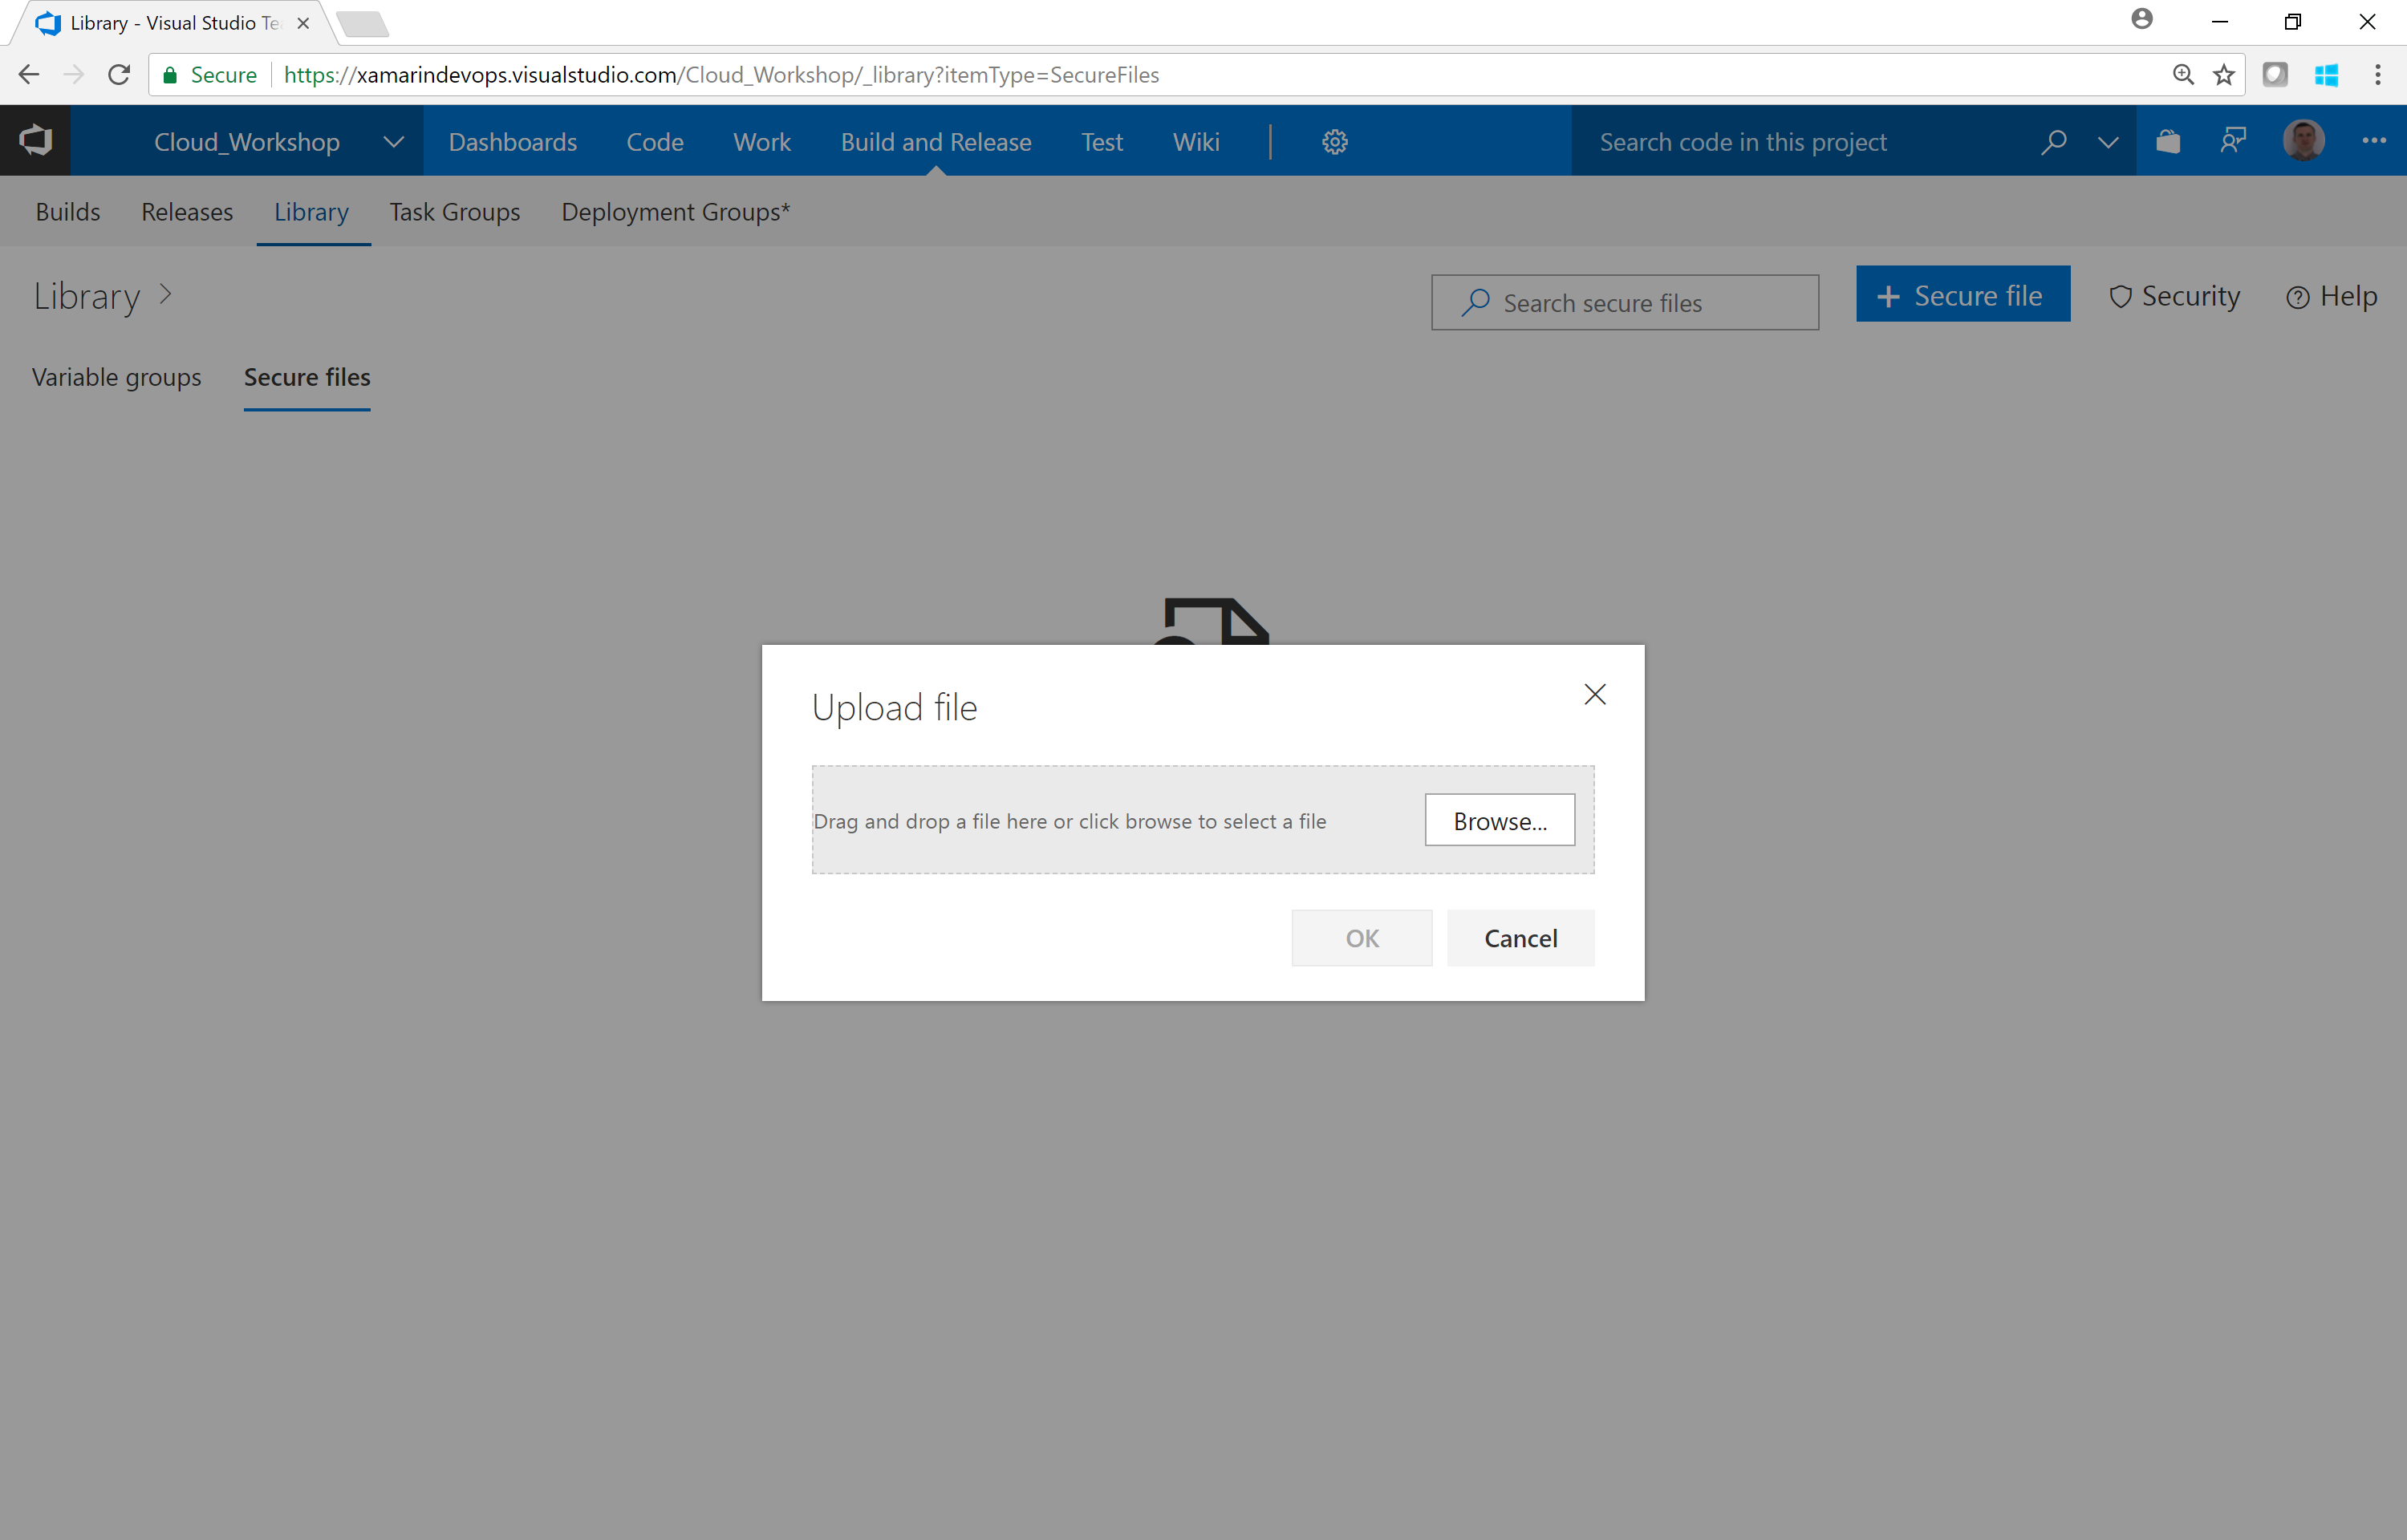 Library - Visual Studio Te
Secure https://xamarindevops.visualstudio.com/Cloud_Workshop/_library?itemType=SecureFiles
Cloud_Workshop Dashboards Code Work Build and Release Test Wiki Search code in this project
Builds Releases Library Task Groups Deployment Groups*
Library Search secure files + Secure file Security Help
Variable groups Secure files
Upload file
Drag and drop a file here or click browse to select a file Browse...
OK Cancel